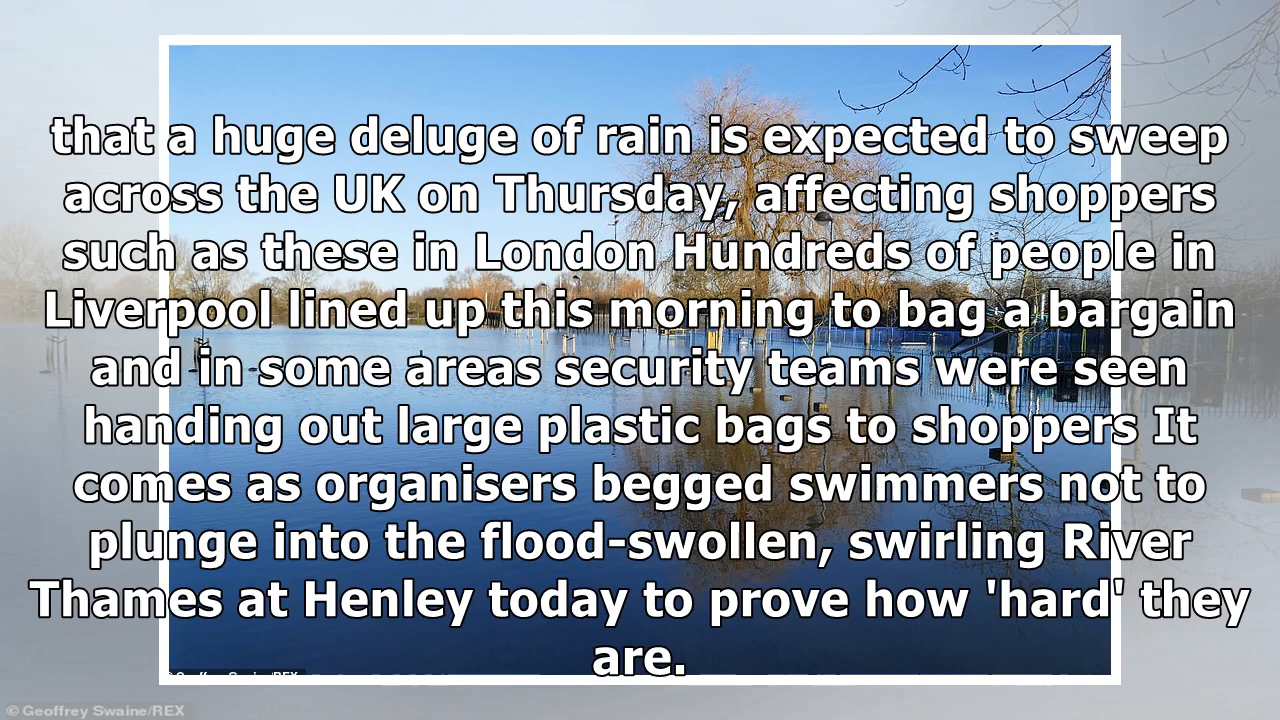 that a huge deluge of rain is expected to sweep
across the UK on Thursday, affecting shoppers
such as these in London Hundreds of people in
Liverpool lined up this morning to bag a bargain
and in some areas security teams were seen
handing out large plastic bags to shoppers It
comes as organisers begged swimmers not to
plunge into the flood-swollen, swirling River
Thames at Henley today to prove how 'hard' they
are.
© Geoffrey Swaine/REX
© Geoffrey Swaine/REX